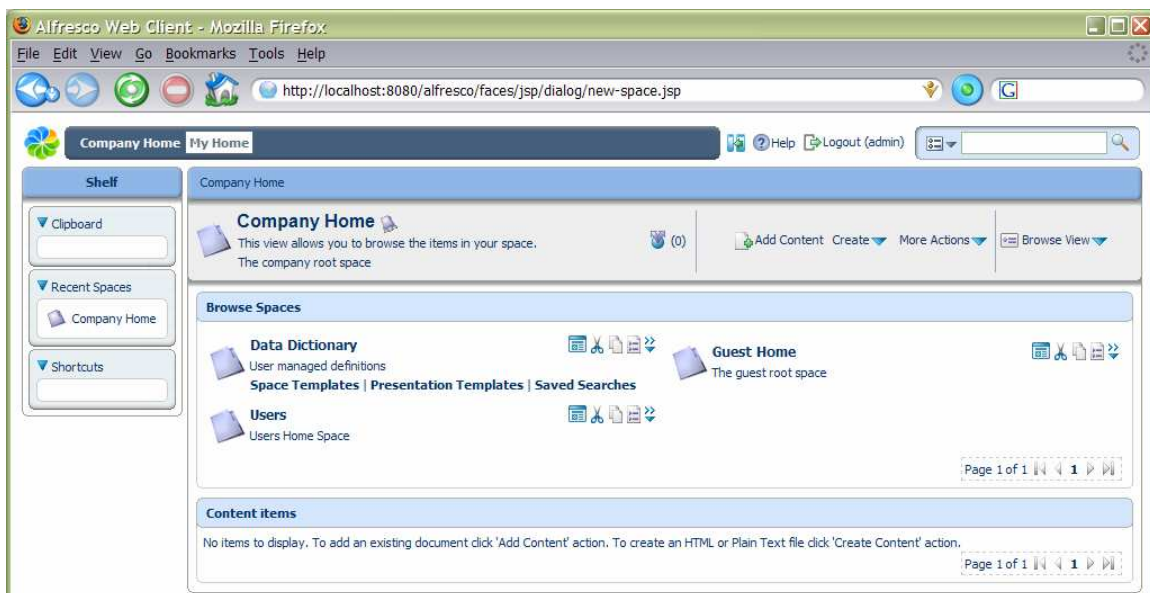 Alfresco Web Client - Mozilla Firefox
File Edit View Go Bookmarks Tools Help
http://localhost:8080/alfresco/faces/jsp/dialog/new-space.jsp
G
Company Home My Home
Help Logout (admin)
Shelf
Company Home
Clipboard
Recent Spaces
Company Home
Shortcuts
Company Home
This view allows you to browse the items in your space.
The company root space
(0)
Add Content Create More Actions Browse View
Browse Spaces
Data Dictionary
User managed definitions
Space Templates | Presentation Templates | Saved Searches
Guest Home
The guest root space
Users
Users Home Space
Page 1 of 1 1
Content items
No items to display. To add an existing document click 'Add Content' action. To create an HTML or Plain Text file click 'Create Content' action.
Page 1 of 1 1